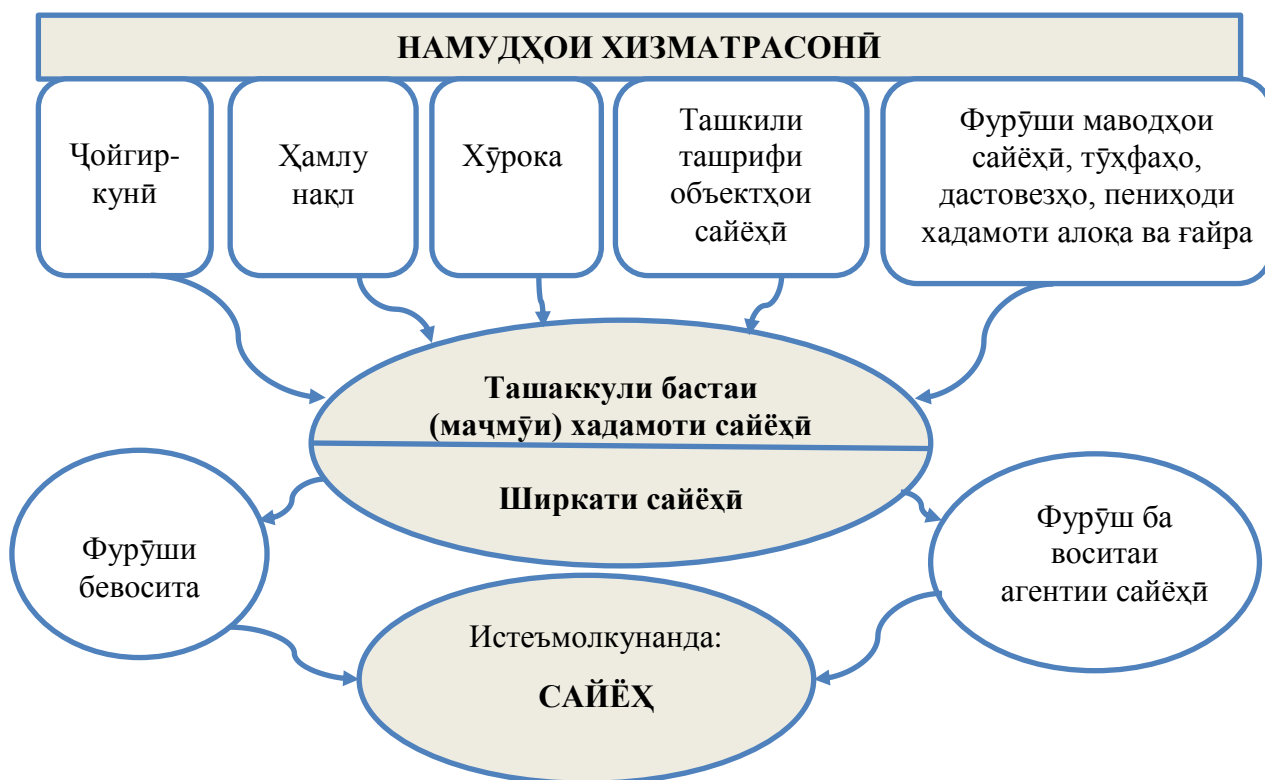 НАМУДҲОИ ХИЗМАТРАСОНӢ
Ҷойгир-
кунӣ
Ҳамлу
нақл
Хӯрока
Ташкили
ташрифи
объектҳои
сайёҳӣ
Фурӯши маводҳои
сайёҳӣ, тӯҳфаҳо,
дастовезҳо, пениҳоди
хадамоти алоқа ва ғайра
Ташаккули бастаи
(маҷмӯи) хадамоти сайёҳӣ
Ширкати сайёҳӣ
Фурӯши
бевосита
Фурӯш ба
воситаи
агентии сайёҳӣ
Истеъмолкунанда:
САЙЁҲ